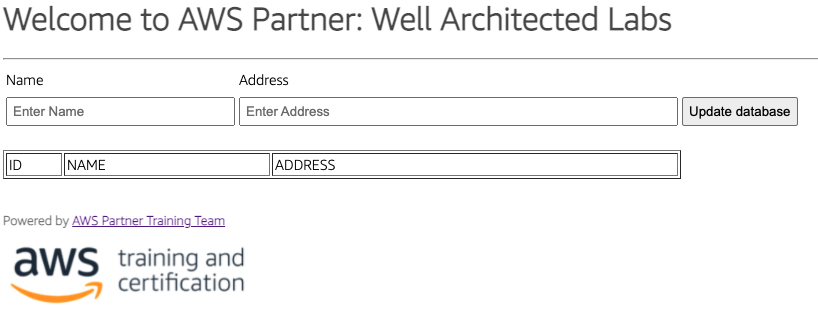 Welcome to AWS Partner: Well Architected Labs
Name Address
Enter Name Enter Address Update database
ID NAME ADDRESS
Powered by AWS Partner Training Team
aws training and
certification